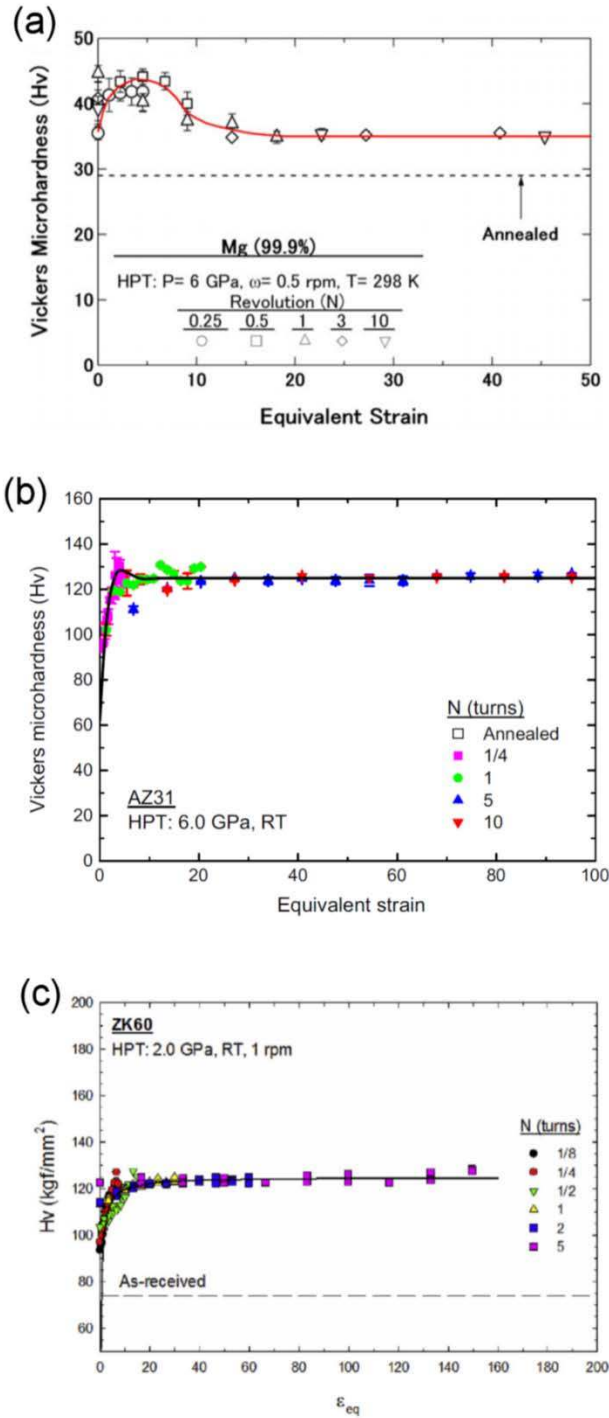 (a)
50
40
30
20
10
0
Vickers Microhardness (Hv)
Annealed
Mg (99.9%)
HPT: P= 6 GPa, ω= 0.5 rpm, T= 298 K
Revolution (N)
0.25 0.5 1 3 10
0 10 20 30 40 50
Equivalent Strain
(b)
160
140
120
100
80
60
40
20
0
Vickers microhardness (Hv)
N (turns)
Annealed
1/4
1
5
10
AZ31
HPT: 6.0 GPa, RT
0 20 40 60 80 100
Equivalent strain
(c)
200
180
160
140
120
100
80
60
50
Hv (kgf/mm²)
ZK60
HPT: 2.0 GPa, RT, 1 rpm
N (turns)
1/8
1/4
1/2
1
2
5
As-received
0 20 40 60 80 100 120 140 160 180 200
εeq